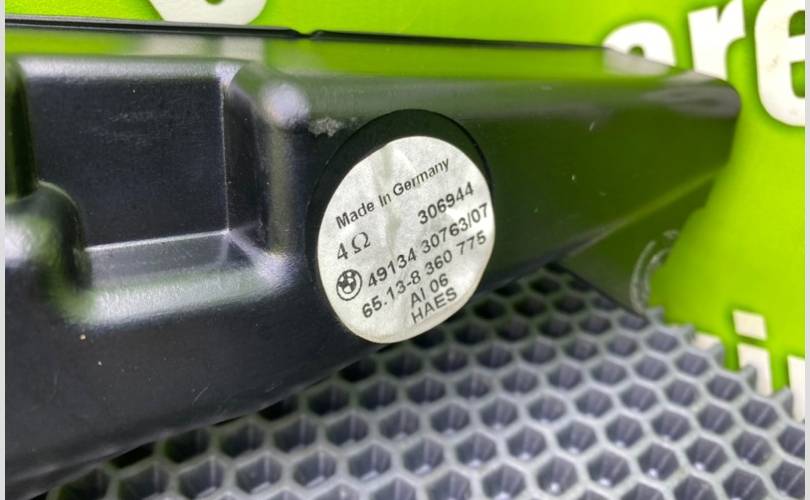 Made In Germany
4 Ω 306944
49134 30763/07
65.13-8 360 775
AI 06
HAES